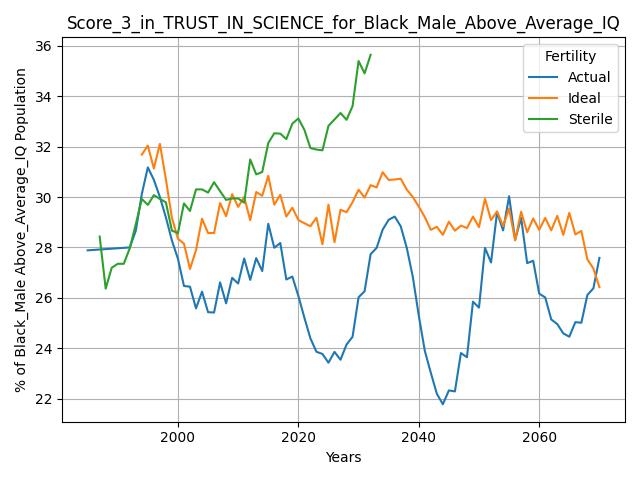 Score_3_in_TRUST_IN_SCIENCE_for_Black_Male_Above_Average_IQ
% of Black_Male Above_Average_IQ Population
36
34
32
30
28
26
24
22
Fertility
Actual
Ideal
Sterile
2000
2020
2040
2060
Years